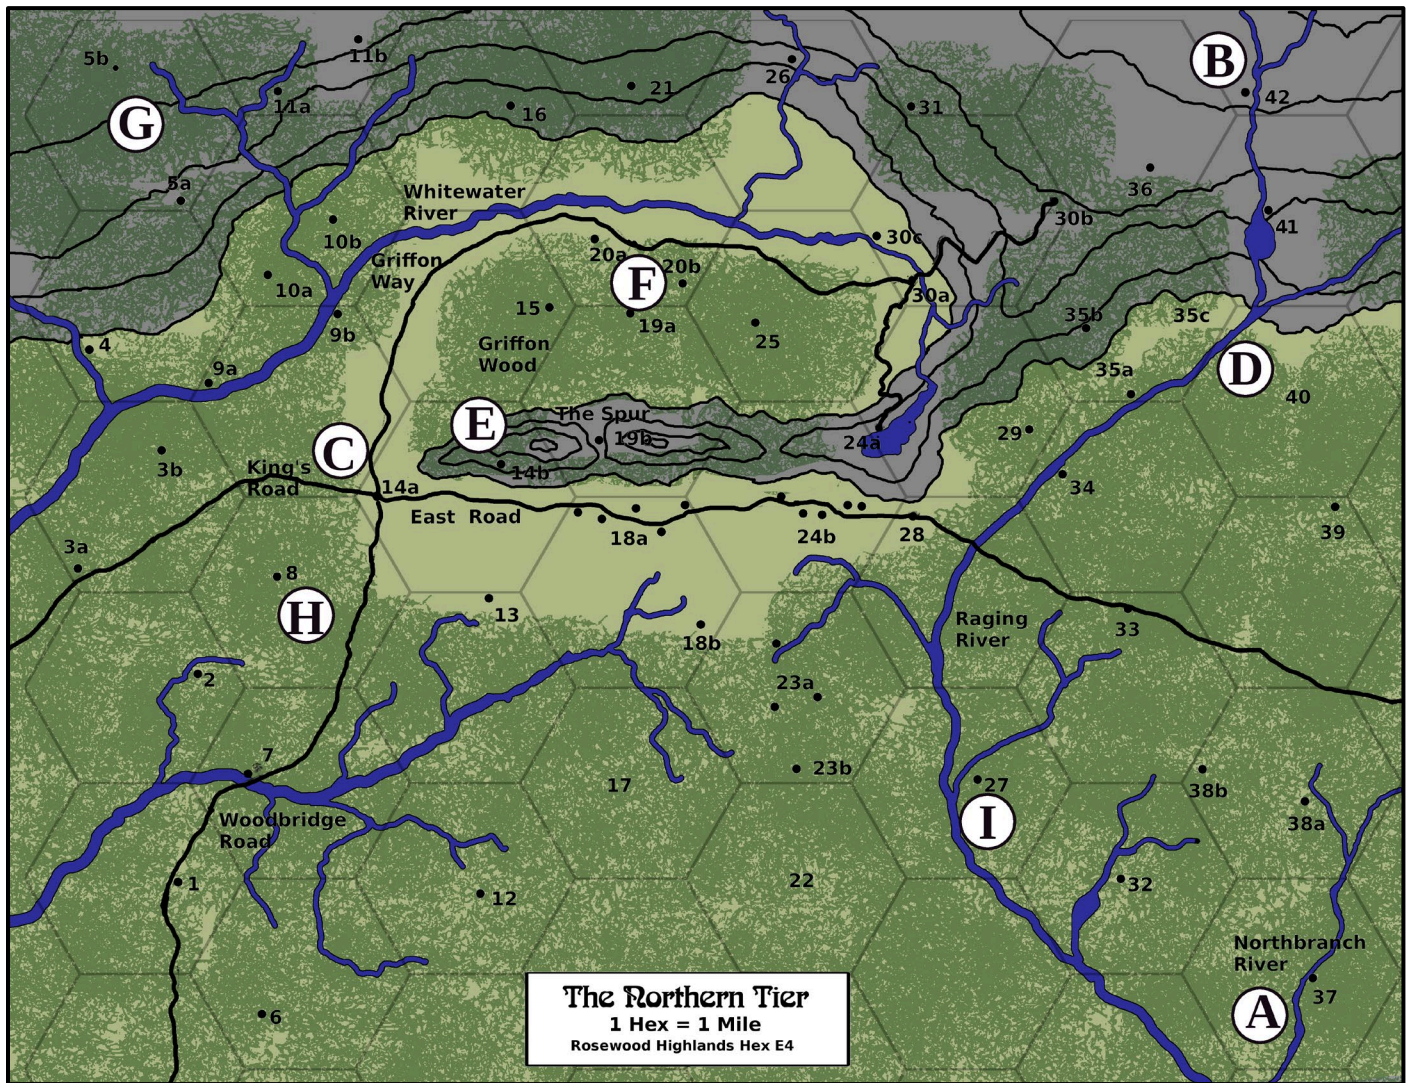 11b
5b
26
B
21
42
11a
31
16
G
36
5a
Whitewater
River
30b
10b
41
30c
20a
Griffon
Way
20b
F
10a
30a
15
35b
35c
19a
9b
25
4
Griffon
Wood
9a
35a
D
40
The Spur
E
29
19b
24a
C
3b
King's
Road
14b
14a
34
East Road
39
28
18a
24b
3a
8
H
13
Raging
River
33
18b
2
23a
7
23b
17
27
38b
Woodbridge
Road
I
38a
22
1
32
12
Northbranch
River
37
A
6
The Northern Tier
1 Hex = 1 Mile
Rosewood Highlands Hex E4